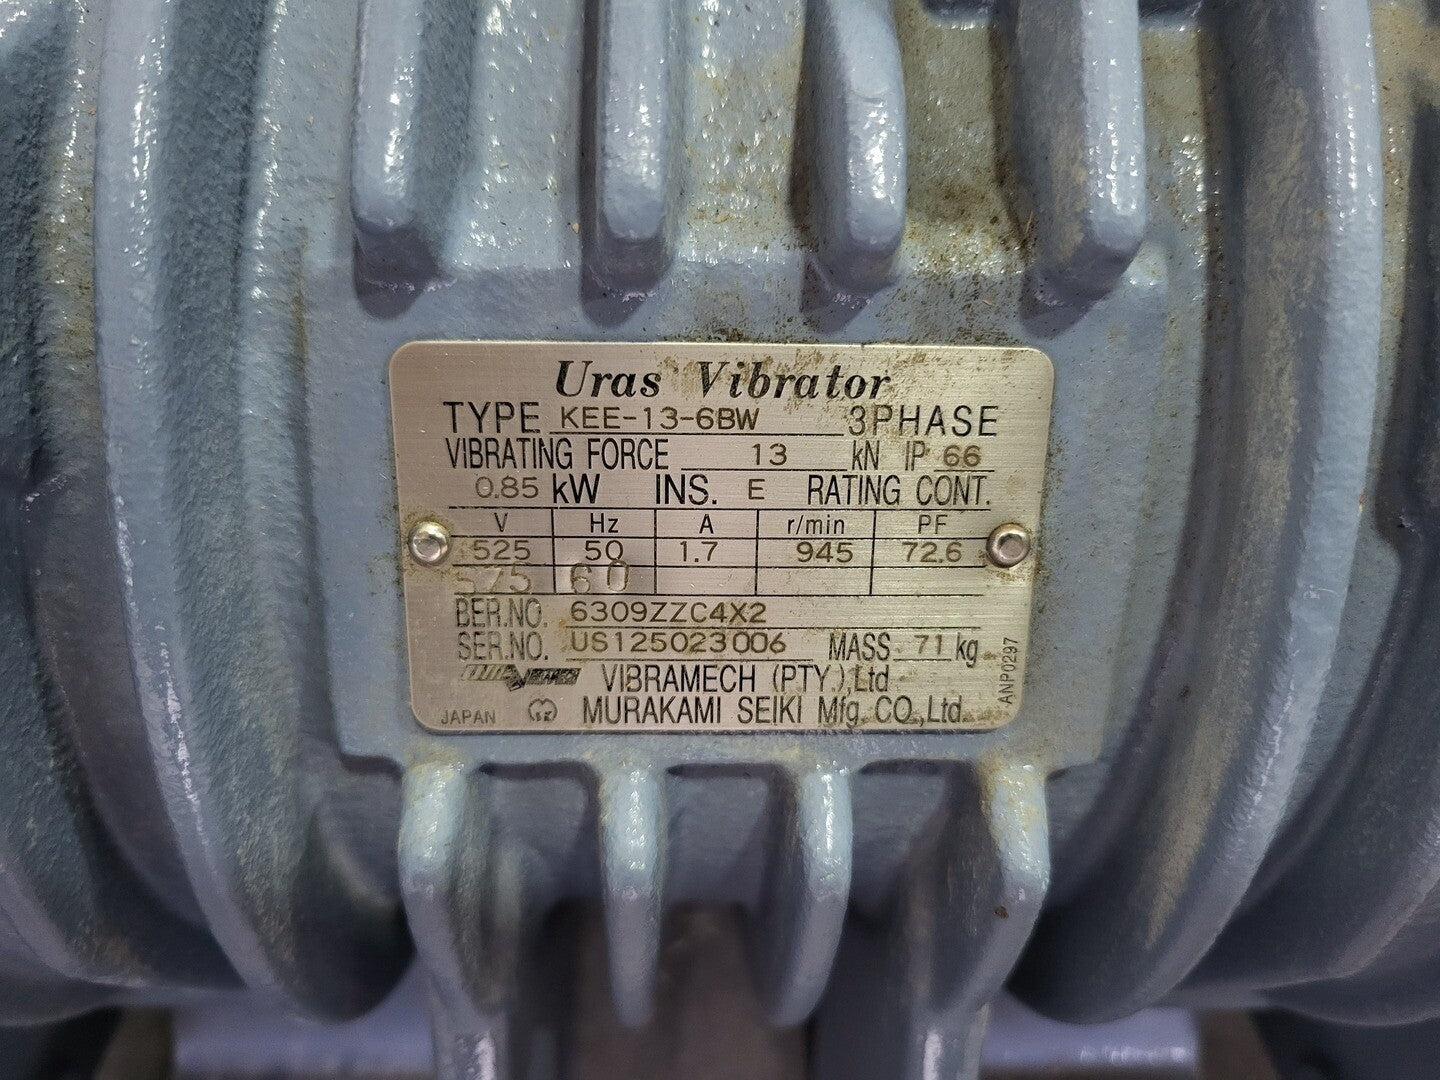 Uras Vibrator
TYPE KEE-13-6BW 3PHASE
VIBRATING FORCE 13 kN IP 66
0.85 kW INS. E RATING CONT.
V Hz A r/min PF
525 50 1.7 945 72.6
575 60
BER.NO. 6309ZZC4X2
SER.NO. US125023006 MASS 71 kg
VIBRAMECH (PTY.),Ltd
JAPAN MURAKAMI SEIKI Mfg. CO.,Ltd.
ANP0297